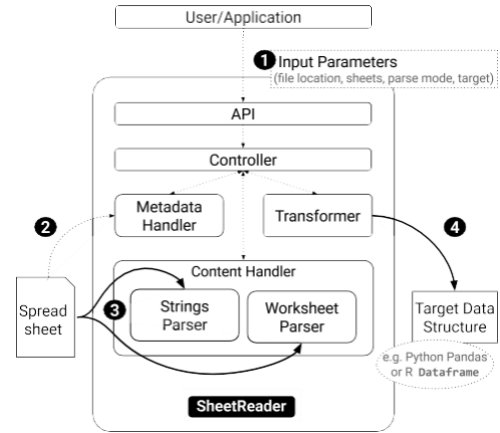 User/Application
1 Input Parameters
(file location, sheets, parse mode, target)
API
Controller
2
Metadata
Handler
Transformer
4
Content Handler
Spread
sheet
3
Strings
Parser
Worksheet
Parser
Target Data
Structure
e.g. Python Pandas
or R Dataframe
SheetReader